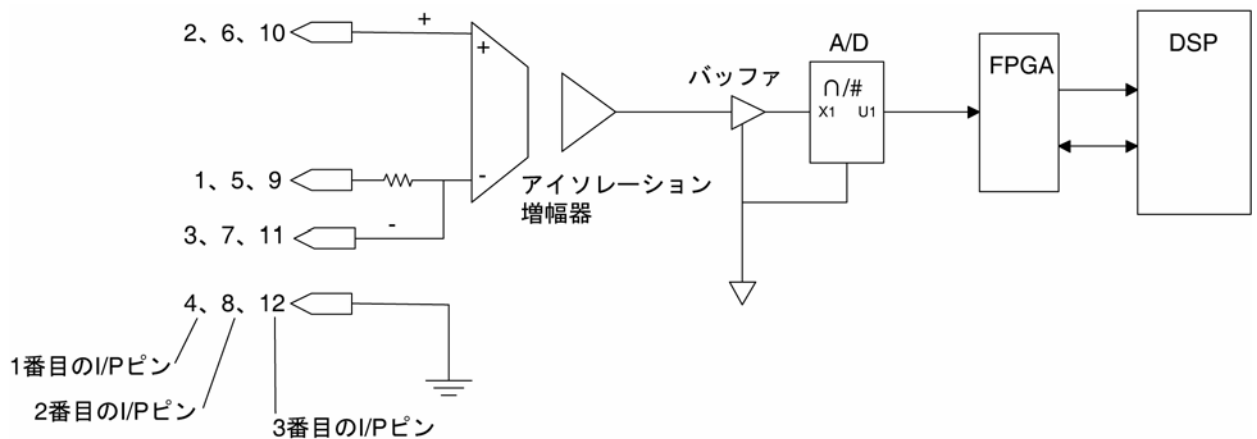 2、6、10
+
+
1、5、9
-
3、7、11
-
4、8、12
1番目のI/Pピン
2番目のI/Pピン
3番目のI/Pピン
アイソレーション
増幅器
バッファ
A/D
∩/#
X1 U1
FPGA
DSP